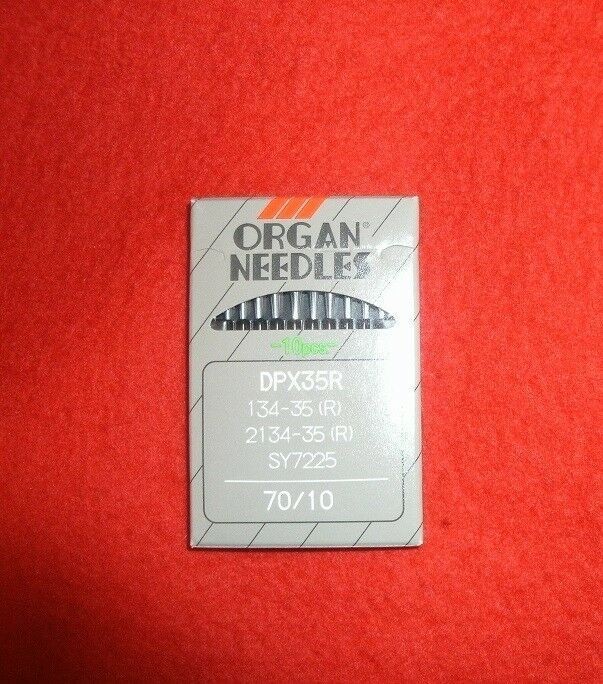 ORGAN®
NEEDLES
-10pcs-
DPX35R
134-35 (R)
2134-35 (R)
SY7225
70/10